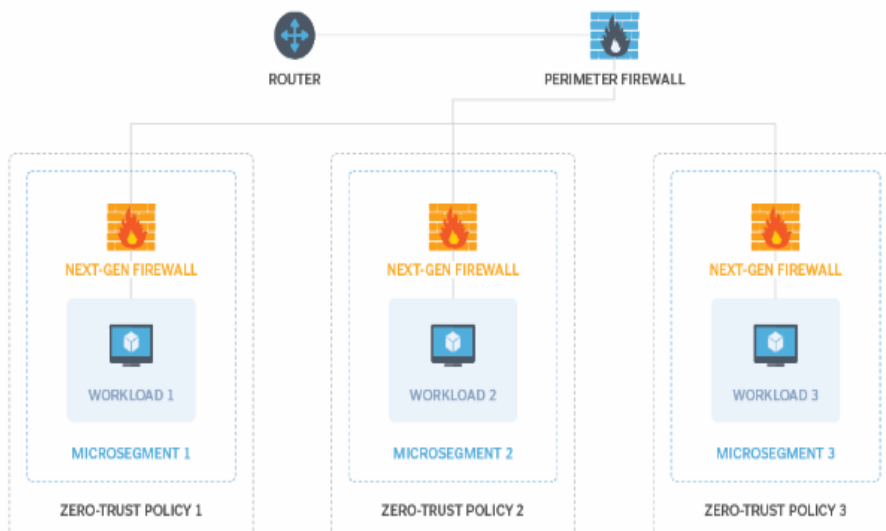 ROUTER
PERIMETER FIREWALL
NEXT-GEN FIREWALL
NEXT-GEN FIREWALL
NEXT-GEN FIREWALL
WORKLOAD 1
WORKLOAD 2
WORKLOAD 3
MICROSEGMENT 1
MICROSEGMENT 2
MICROSEGMENT 3
ZERO-TRUST POLICY 1
ZERO-TRUST POLICY 2
ZERO-TRUST POLICY 3